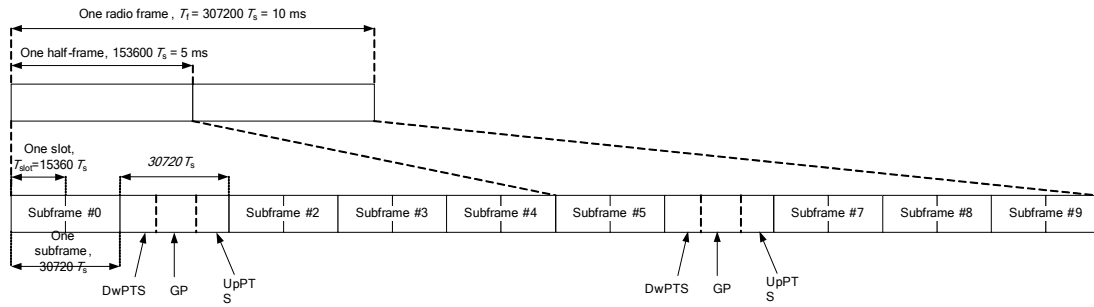 One radio frame , Tf = 307200 Ts = 10 ms
One half-frame, 153600 Ts = 5 ms
One slot,
Tslot=15360 Ts
30720Ts
Subframe #0
Subframe #2
Subframe #3
Subframe #4
Subframe #5
Subframe #7
Subframe #8
Subframe #9
One
subframe ,
30720 Ts
DwPTS
GP
UpPT
S
DwPTS
GP
UpPT
S